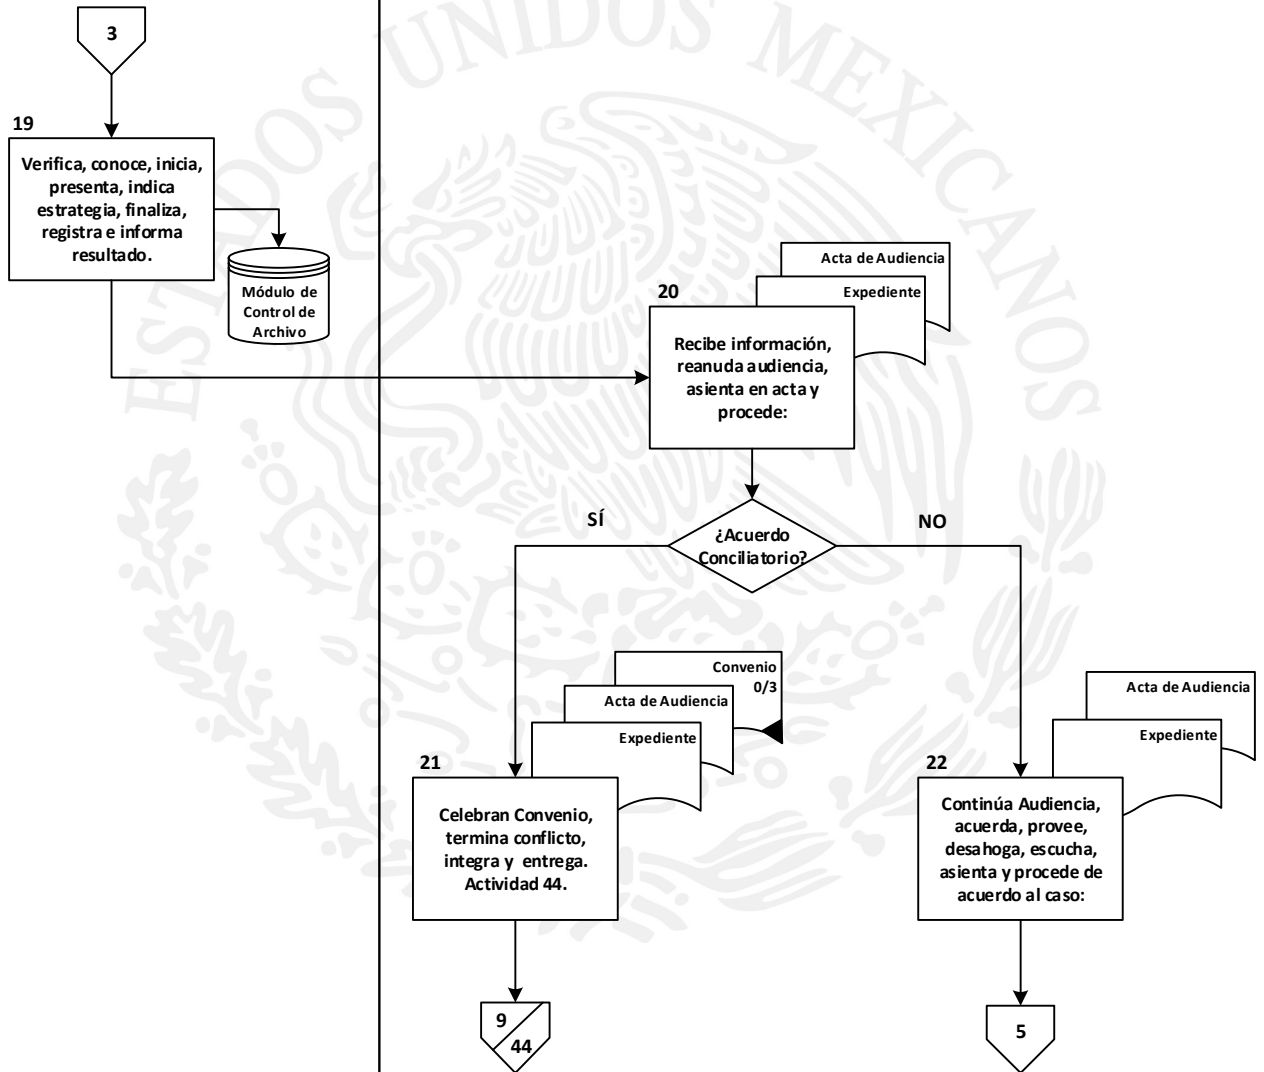 ESTADOS UNIDOS MEXICANOS
3
19
Verifica, conoce, inicia,
presenta, indica
estrategia, finaliza,
registra e informa
resultado.
Módulo de
Control de
Archivo
Acta de Audiencia
Expediente
20
Recibe información,
reanuda audiencia,
asienta en acta y
procede:
¿Acuerdo
Conciliatorio?
SÍ
NO
Convenio
0/3
Acta de Audiencia
Expediente
21
Celebran Convenio,
termina conflicto,
integra y entrega.
Actividad 44.
9
44
Acta de Audiencia
Expediente
22
Continúa Audiencia,
acuerda, provee,
desahoga, escucha,
asienta y procede de
acuerdo al caso:
5